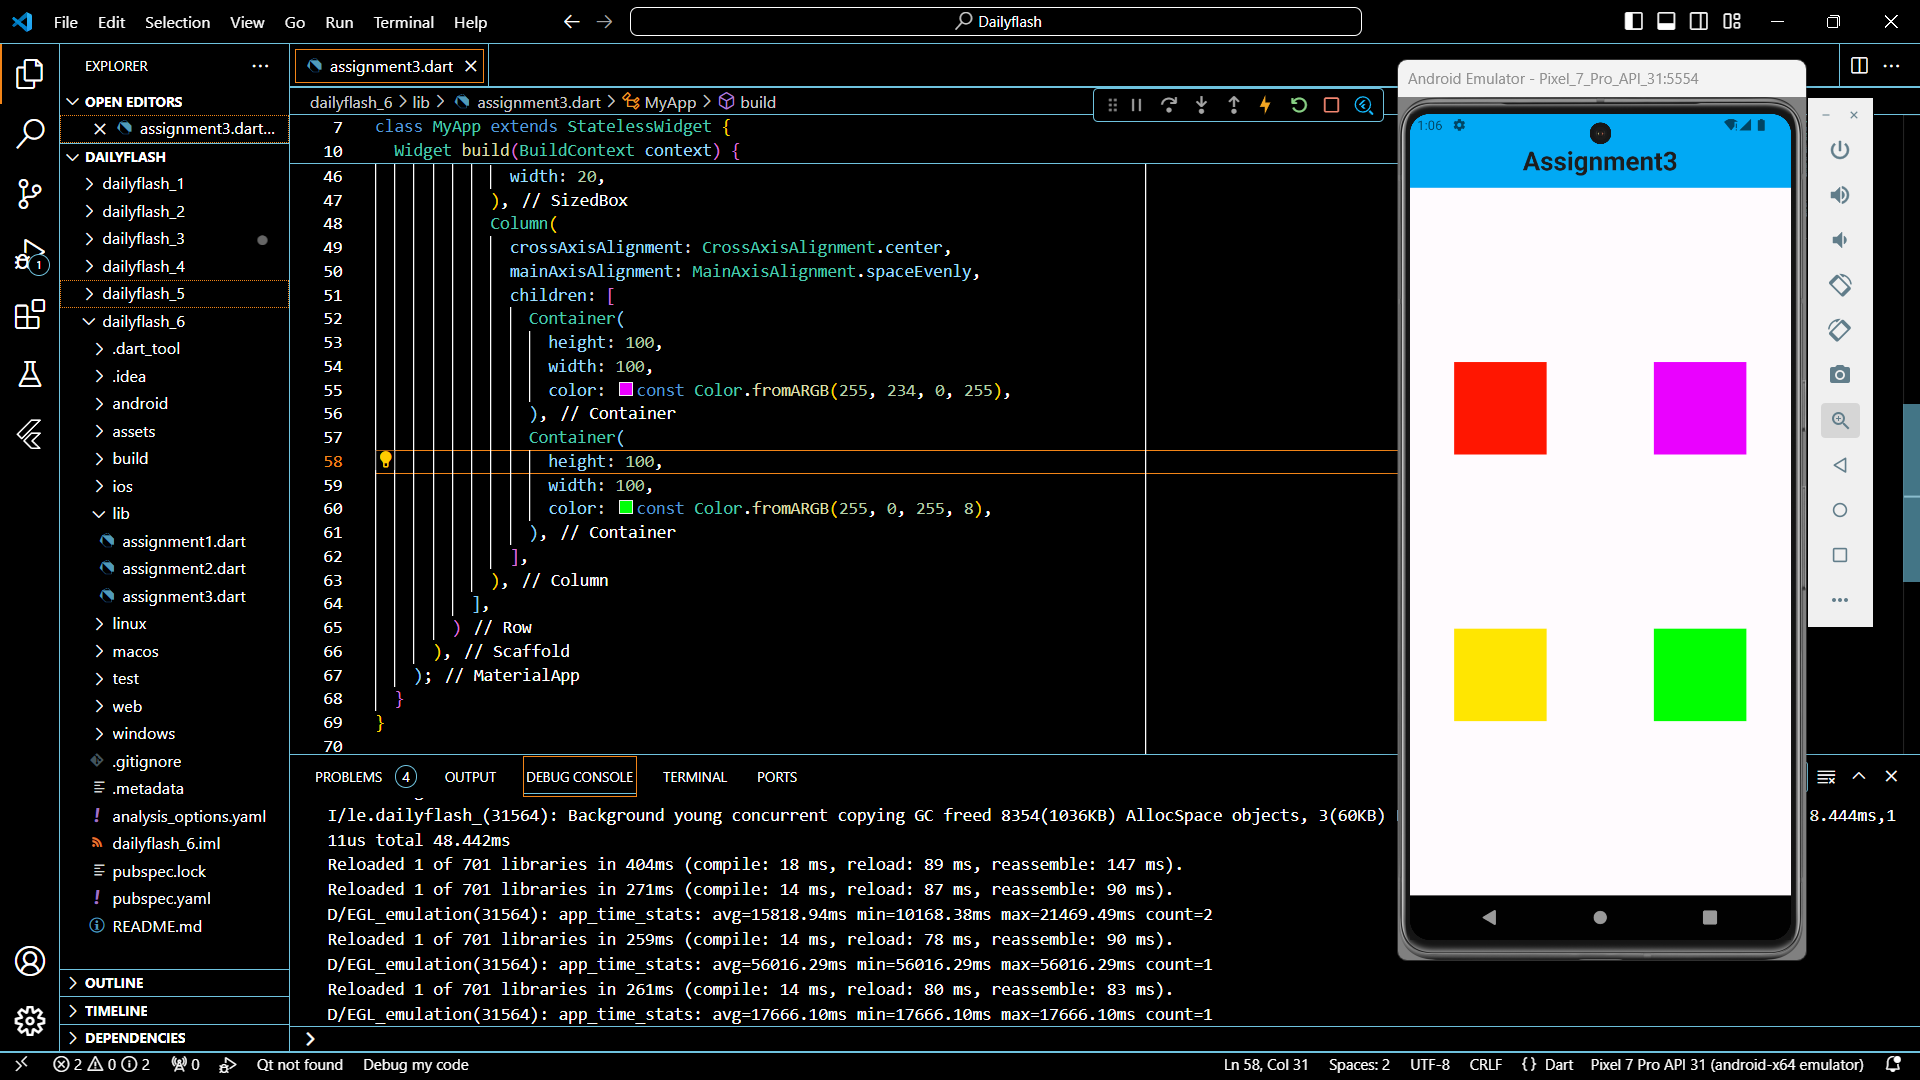 File Edit Selection View Go Run Terminal Help
Dailyflash
EXPLORER
OPEN EDITORS
assignment3.dart...
DAILYFLASH
dailyflash_1
dailyflash_2
dailyflash_3
dailyflash_4
dailyflash_5
dailyflash_6
.dart_tool
.idea
android
assets
build
ios
lib
assignment1.dart
assignment2.dart
assignment3.dart
linux
macos
test
web
windows
.gitignore
.metadata
analysis_options.yaml
dailyflash_6.iml
pubspec.lock
pubspec.yaml
README.md
OUTLINE
TIMELINE
DEPENDENCIES
1
assignment3.dart
dailyflash_6 > lib > assignment3.dart > MyApp > build
7 class MyApp extends StatelessWidget {
10 Widget build(BuildContext context) {
46 width: 20,
47 ), // SizedBox
48 Column(
49 crossAxisAlignment: CrossAxisAlignment.center,
50 mainAxisAlignment: MainAxisAlignment.spaceEvenly,
51 children: [
52 Container(
53 height: 100,
54 width: 100,
55 color: const Color.fromARGB(255, 234, 0, 255),
56 ), // Container
57 Container(
58 height: 100,
59 width: 100,
60 color: const Color.fromARGB(255, 0, 255, 8),
61 ), // Container
62 ],
63 ), // Column
64 ],
65 ) // Row
66 ), // Scaffold
67 ); // MaterialApp
68 }
69 }
70
PROBLEMS 4 OUTPUT DEBUG CONSOLE TERMINAL PORTS
I/le.dailyflash_(31564): Background young concurrent copying GC freed 8354(1036KB) AllocSpace objects, 3(60KB) 8.444ms,1
11us total 48.442ms
Reloaded 1 of 701 libraries in 404ms (compile: 18 ms, reload: 89 ms, reassemble: 147 ms).
Reloaded 1 of 701 libraries in 271ms (compile: 14 ms, reload: 87 ms, reassemble: 90 ms).
D/EGL_emulation(31564): app_time_stats: avg=15818.94ms min=10168.38ms max=21469.49ms count=2
Reloaded 1 of 701 libraries in 259ms (compile: 14 ms, reload: 78 ms, reassemble: 90 ms).
D/EGL_emulation(31564): app_time_stats: avg=56016.29ms min=56016.29ms max=56016.29ms count=1
Reloaded 1 of 701 libraries in 261ms (compile: 14 ms, reload: 80 ms, reassemble: 83 ms).
D/EGL_emulation(31564): app_time_stats: avg=17666.10ms min=17666.10ms max=17666.10ms count=1
Android Emulator - Pixel_7_Pro_API_31:5554
1:06
Assignment3
2 0 2 0 Qt not found Debug my code Ln 58, Col 31 Spaces: 2 UTF-8 CRLF {} Dart Pixel 7 Pro API 31 (android-x64 emulator)